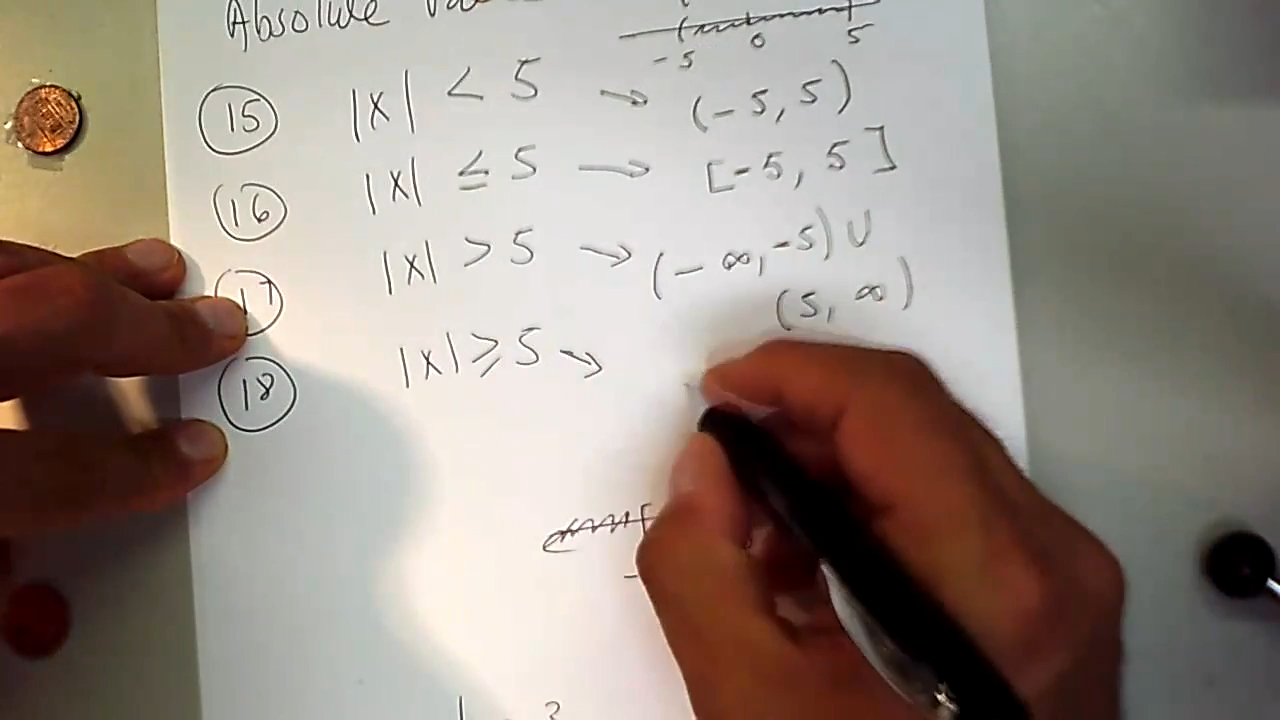 Absolute
-5 0 5
15 |x| < 5 → (-5, 5)
16 |x| ≤ 5 → [-5, 5]
17 |x| > 5 → (-∞, -5) ∪
(5, ∞)
18 |x| ≥ 5 →